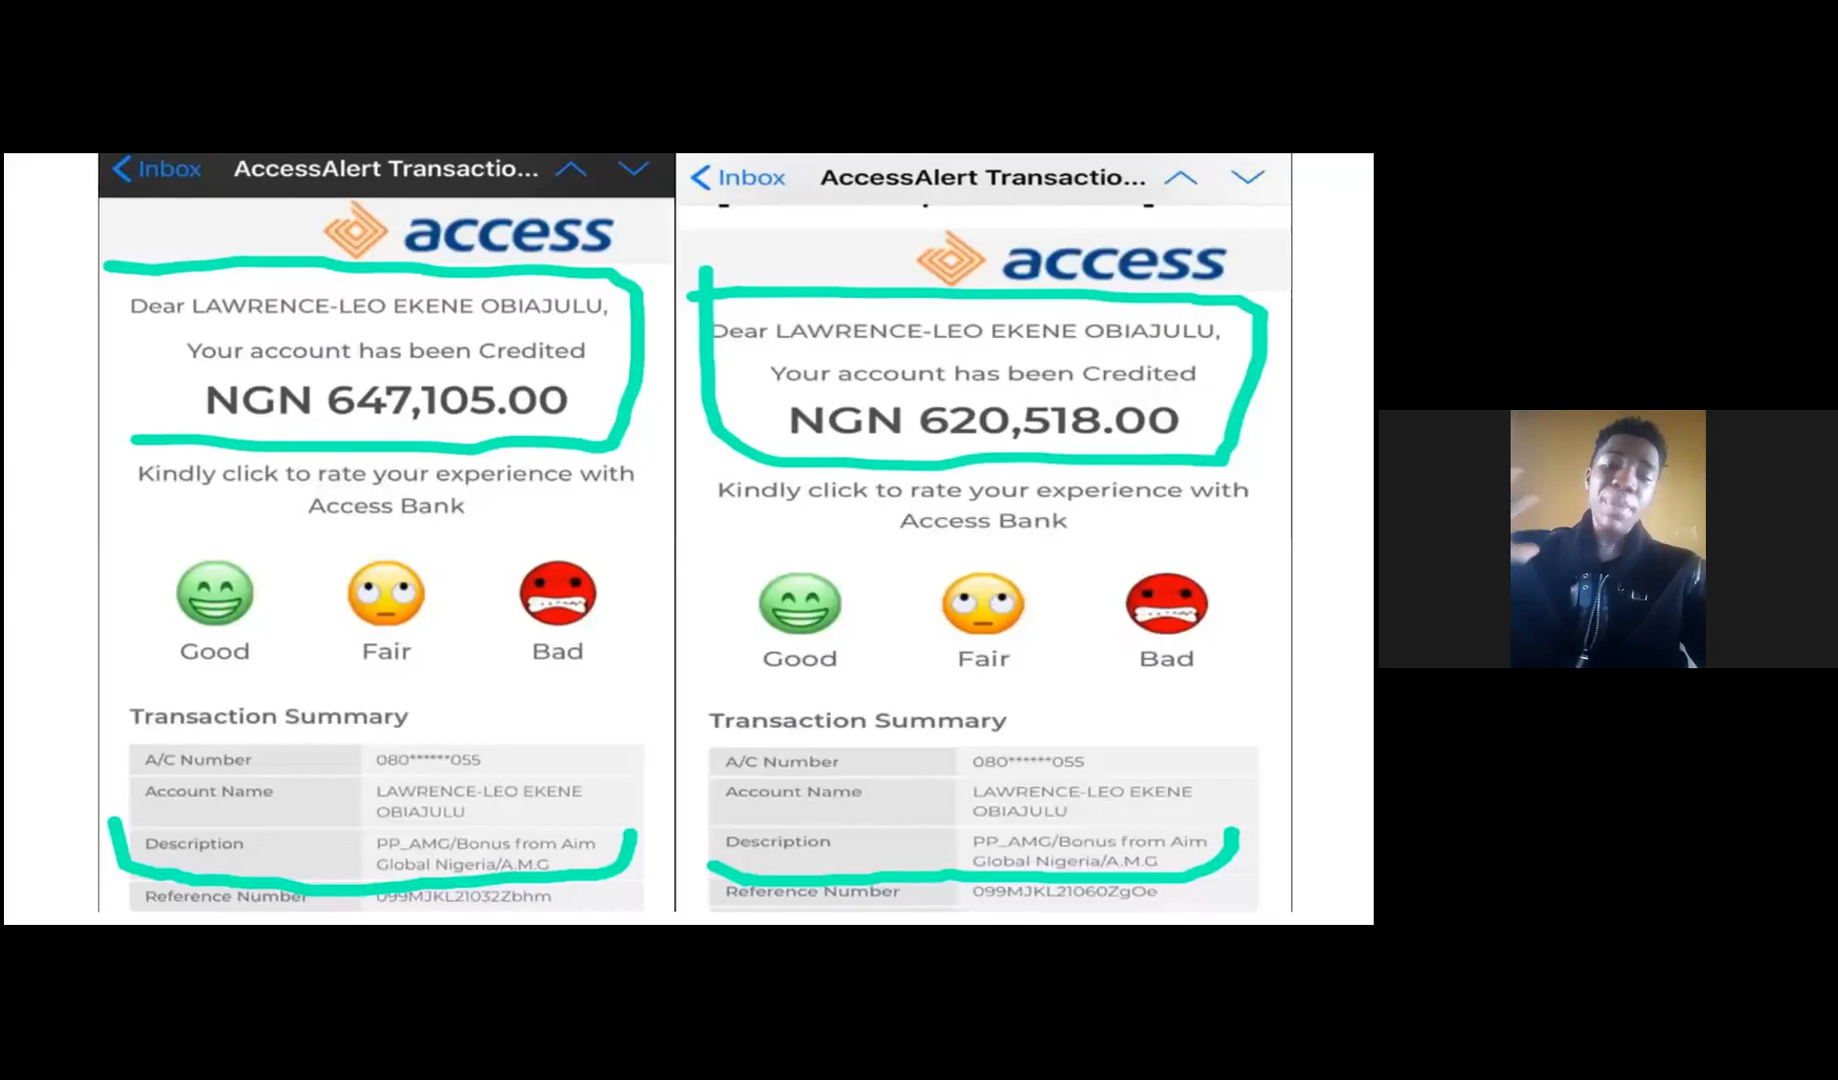 Inbox
AccessAlert Transactio...
access
Dear LAWRENCE-LEO EKENE OBIAJULU,
Your account has been Credited
NGN 647,105.00
Kindly click to rate your experience with
Access Bank
Good Fair Bad
Transaction Summary
A/C Number 080******055
Account Name LAWRENCE-LEO EKENE
OBIAJULU
Description PP_AMG/Bonus from Aim
Global Nigeria/A.M.G
Reference Number 099MJKL21032Zbhm
Inbox
AccessAlert Transactio...
access
Dear LAWRENCE-LEO EKENE OBIAJULU,
Your account has been Credited
NGN 620,518.00
Kindly click to rate your experience with
Access Bank
Good Fair Bad
Transaction Summary
A/C Number 080******055
Account Name LAWRENCE-LEO EKENE
OBIAJULU
Description PP_AMG/Bonus from Aim
Global Nigeria/A.M.G
Reference Number 099MJKL21060ZgOe